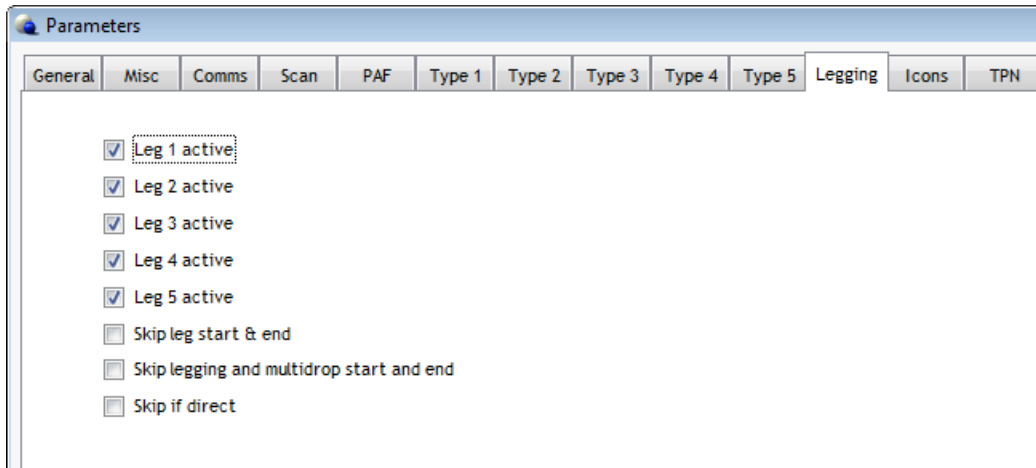 Parameters
General Misc Comms Scan PAF Type 1 Type 2 Type 3 Type 4 Type 5 Legging Icons TPN
Leg 1 active
Leg 2 active
Leg 3 active
Leg 4 active
Leg 5 active
Skip leg start & end
Skip legging and multidrop start and end
Skip if direct